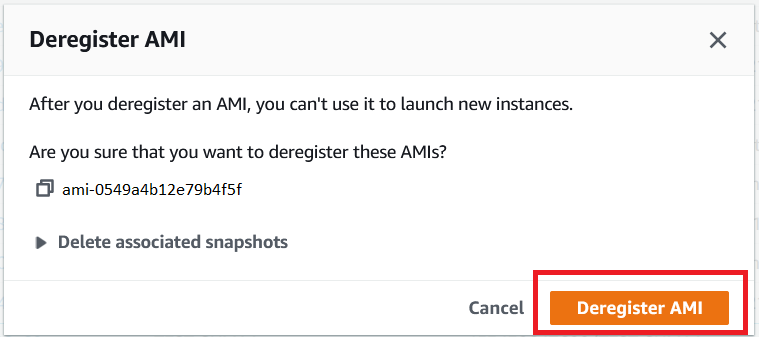 Deregister AMI
After you deregister an AMI, you can't use it to launch new instances.
Are you sure that you want to deregister these AMIs?
ami-0549a4b12e79b4f5f
Delete associated snapshots
Cancel
Deregister AMI